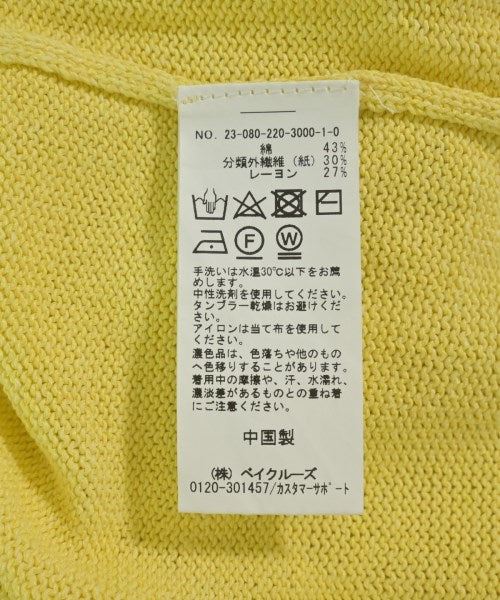 NO. 23-080-220-3000-1-0
綿 43%
分類外繊維（紙）30%
レーヨン 27%
F W
手洗いは水温30℃以下をお薦
めします。
中性洗剤を使用してください。
タンブラー乾燥はお避けくださ
い。
アイロンは当て布を使用して
ください。
濃色品は、色落ちや他のもの
へ色移りすることがあります。
着用中の摩擦や、汗、水濡れ、
濃淡差があるものとの重ね着
にご注意ください。
中国製
（株）ベイクルーズ
0120-301457/カスタマーサポート